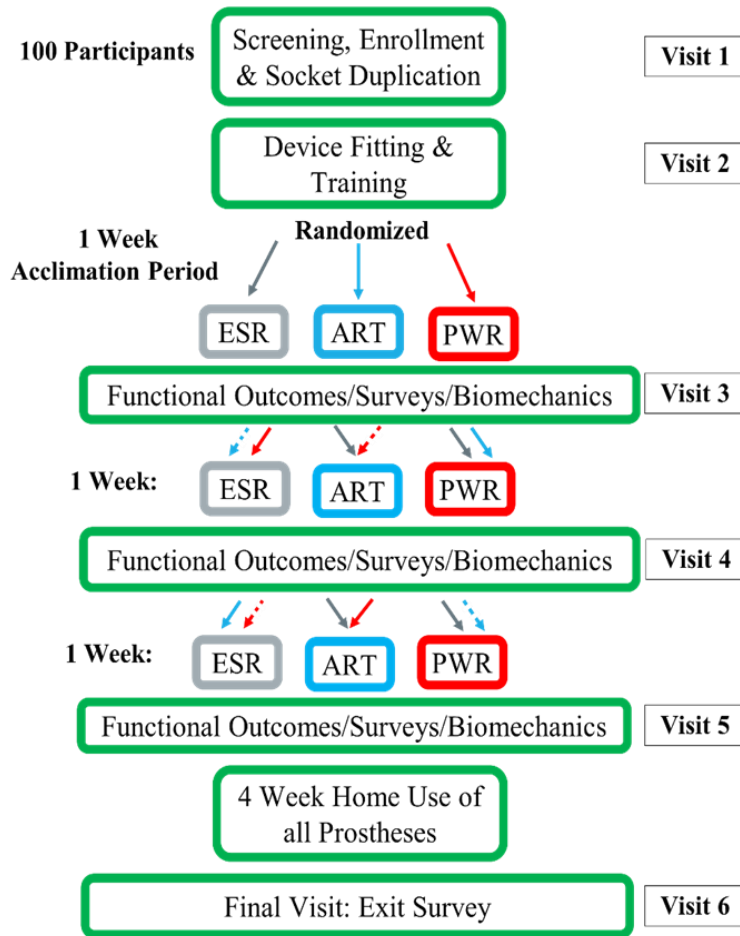 100 Participants
Screening, Enrollment
& Socket Duplication
Visit 1
Device Fitting &
Training
Visit 2
Randomized
1 Week
Acclimation Period
ESR
ART
PWR
Functional Outcomes/Surveys/Biomechanics
Visit 3
1 Week:
ESR
ART
PWR
Functional Outcomes/Surveys/Biomechanics
Visit 4
1 Week:
ESR
ART
PWR
Functional Outcomes/Surveys/Biomechanics
Visit 5
4 Week Home Use of
all Prostheses
Final Visit: Exit Survey
Visit 6